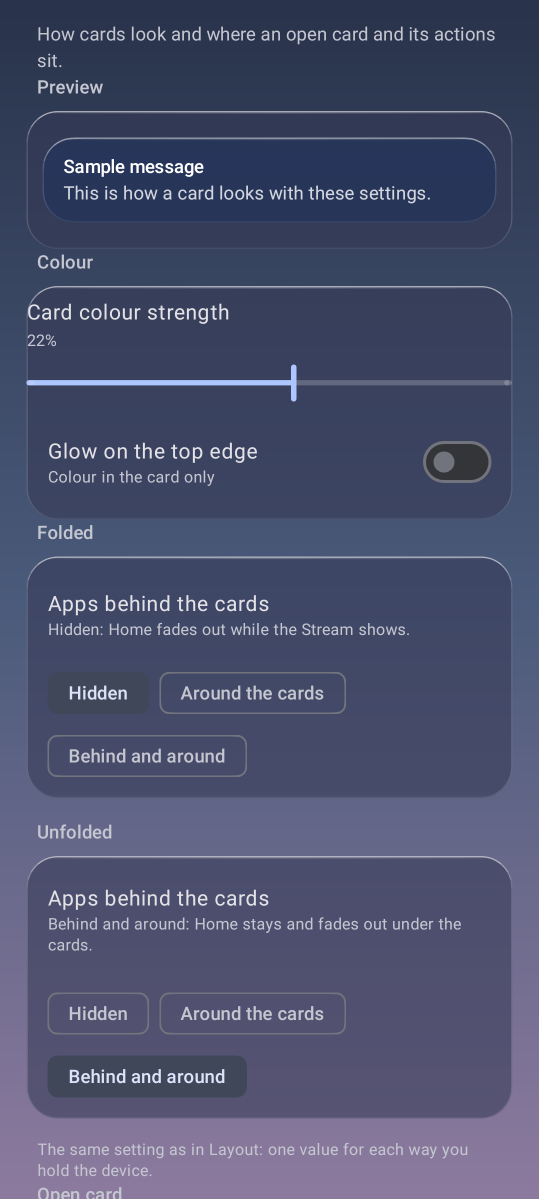 How cards look and where an open card and its actions
sit.
Preview
Sample message
This is how a card looks with these settings.
Colour
Card colour strength
22%
Glow on the top edge
Colour in the card only
Folded
Apps behind the cards
Hidden: Home fades out while the Stream shows.
Hidden
Around the cards
Behind and around
Unfolded
Apps behind the cards
Behind and around: Home stays and fades out under the
cards.
Hidden
Around the cards
Behind and around
The same setting as in Layout: one value for each way you
hold the device.
Open card